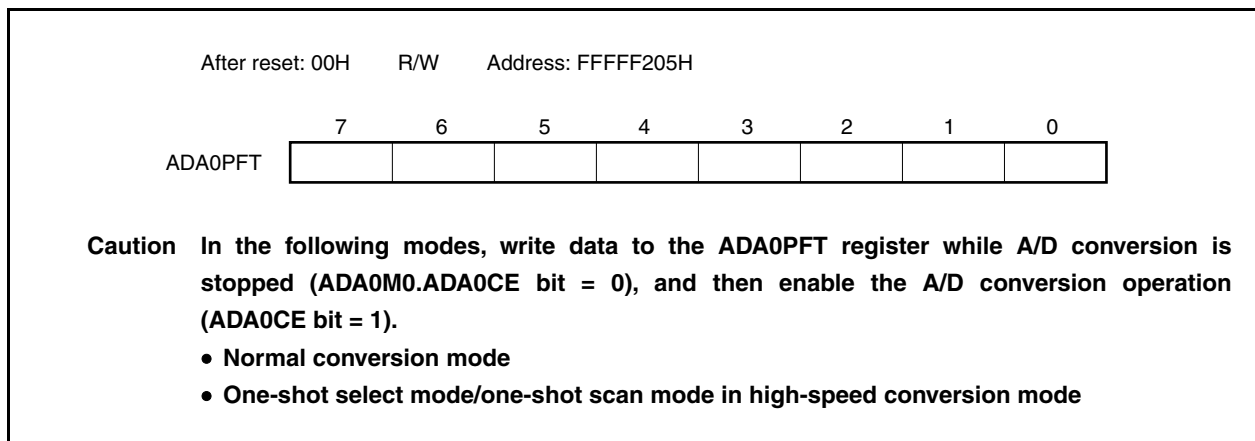 After reset: 00H R/W Address: FFFFF205H
7 6 5 4 3 2 1 0
ADA0PFT
Caution In the following modes, write data to the ADA0PFT register while A/D conversion is
stopped (ADA0M0.ADA0CE bit = 0), and then enable the A/D conversion operation
(ADA0CE bit = 1).
• Normal conversion mode
• One-shot select mode/one-shot scan mode in high-speed conversion mode